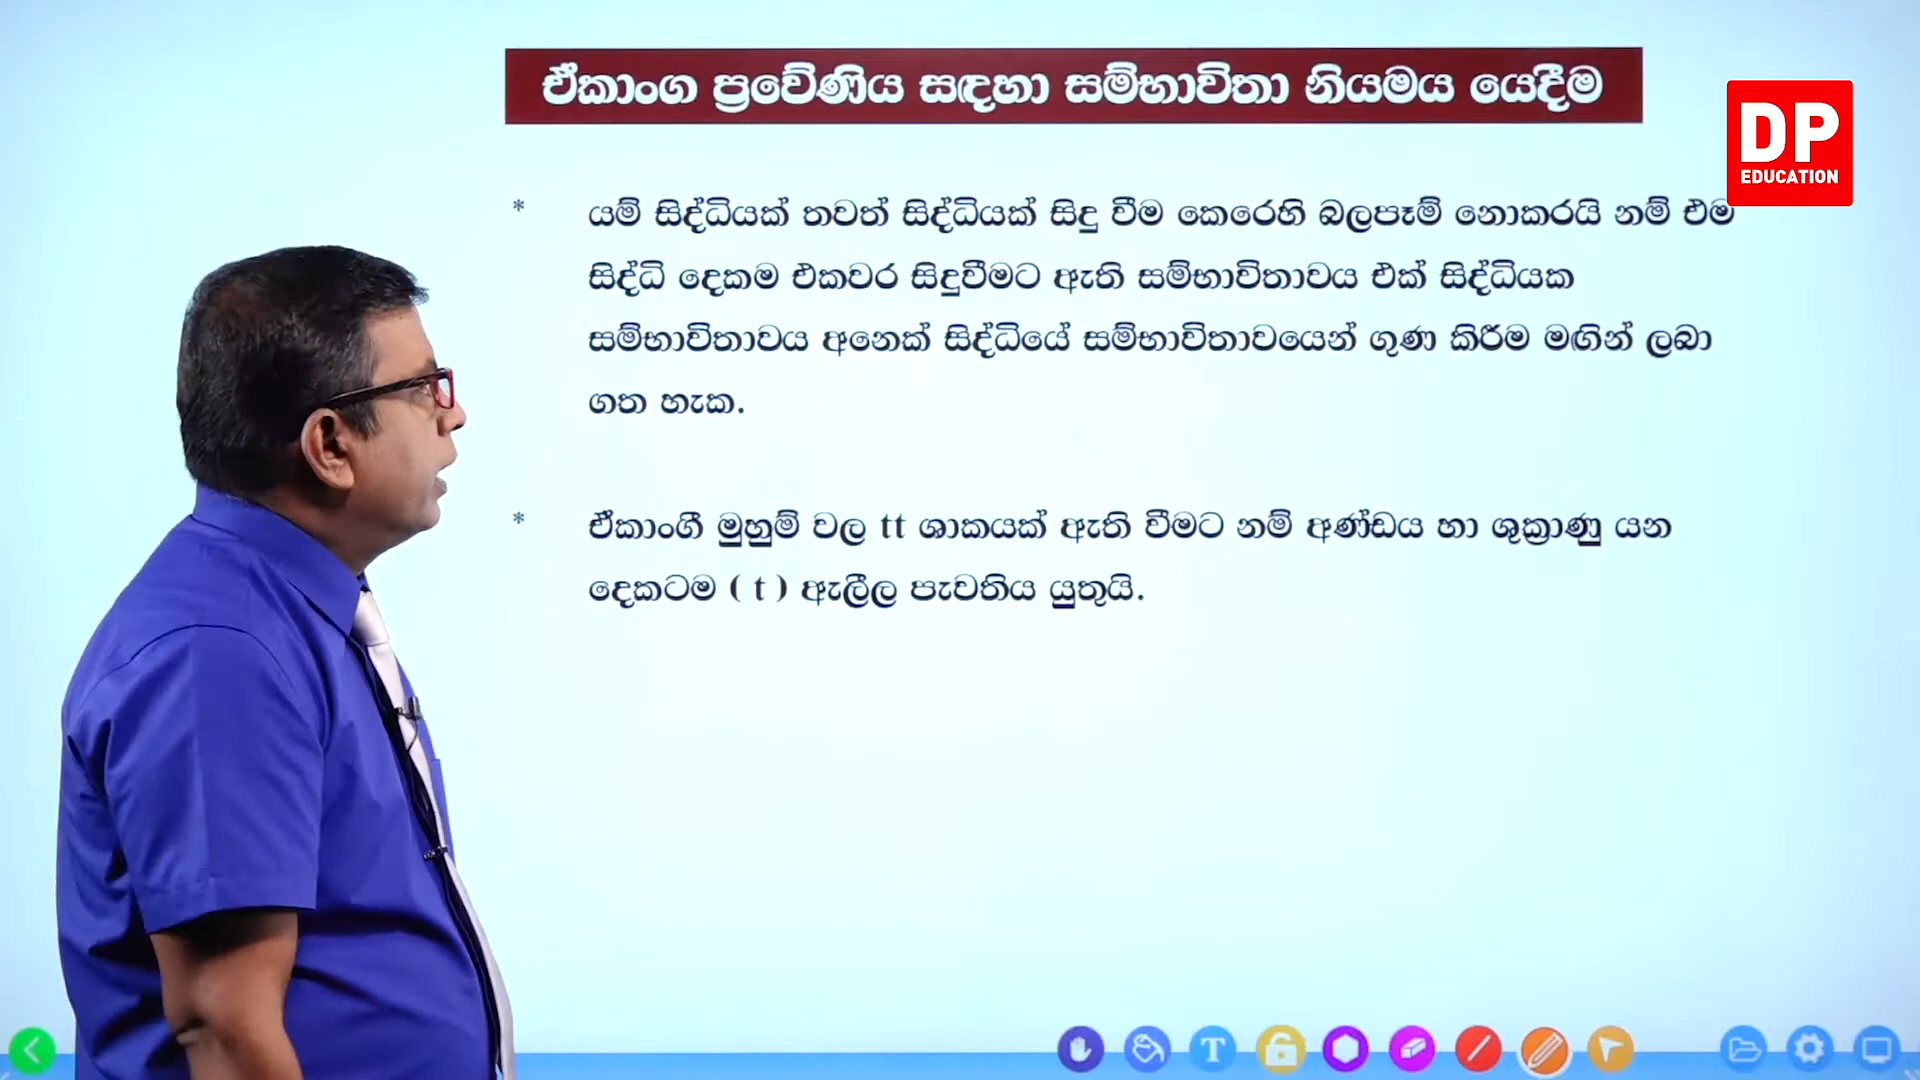 ඒකාංග ප්‍රවේණිය සඳහා සම්භාවිතා නියමය යෙදීම
DP
EDUCATION
* යම් සිද්ධියක් තවත් සිද්ධියක් සිදු වීම කෙරෙහි බලපෑම් නොකරයි නම් එම
සිද්ධි දෙකම එකවර සිදුවීමට ඇති සම්භාවිතාවය එක් සිද්ධියක
සම්භාවිතාවය අනෙක් සිද්ධියේ සම්භාවිතාවයෙන් ගුණ කිරීම මඟින් ලබා
ගත හැක.
* ඒකාංගී මුහුම් වල tt ශාකයක් ඇති වීමට නම් අණ්ඩය හා ශුක්‍රාණු යන
දෙකටම ( t ) ඇලීල පැවතිය යුතුයි.
T